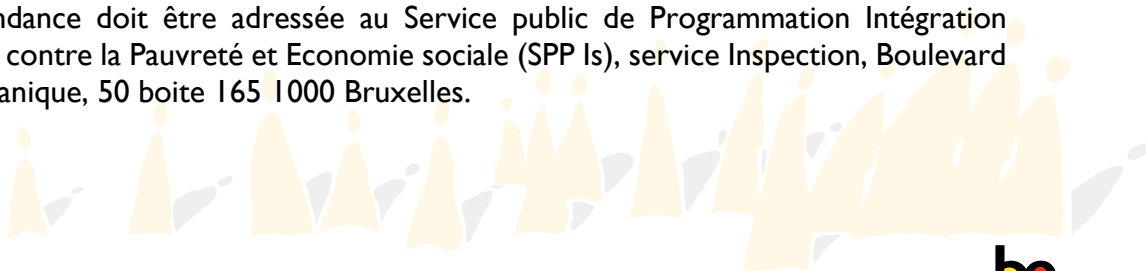 ndance doit être adressée au Service public de Programmation Intégration
contre la Pauvreté et Economie sociale (SPP Is), service Inspection, Boulevard
anique, 50 boite 165 1000 Bruxelles.
be